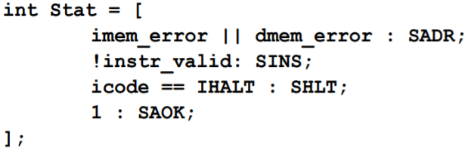 int Stat = [
imem_error || dmem_error : SADR;
!instr_valid: SINS;
icode == IHALT : SHLT;
1 : SAOK;
];